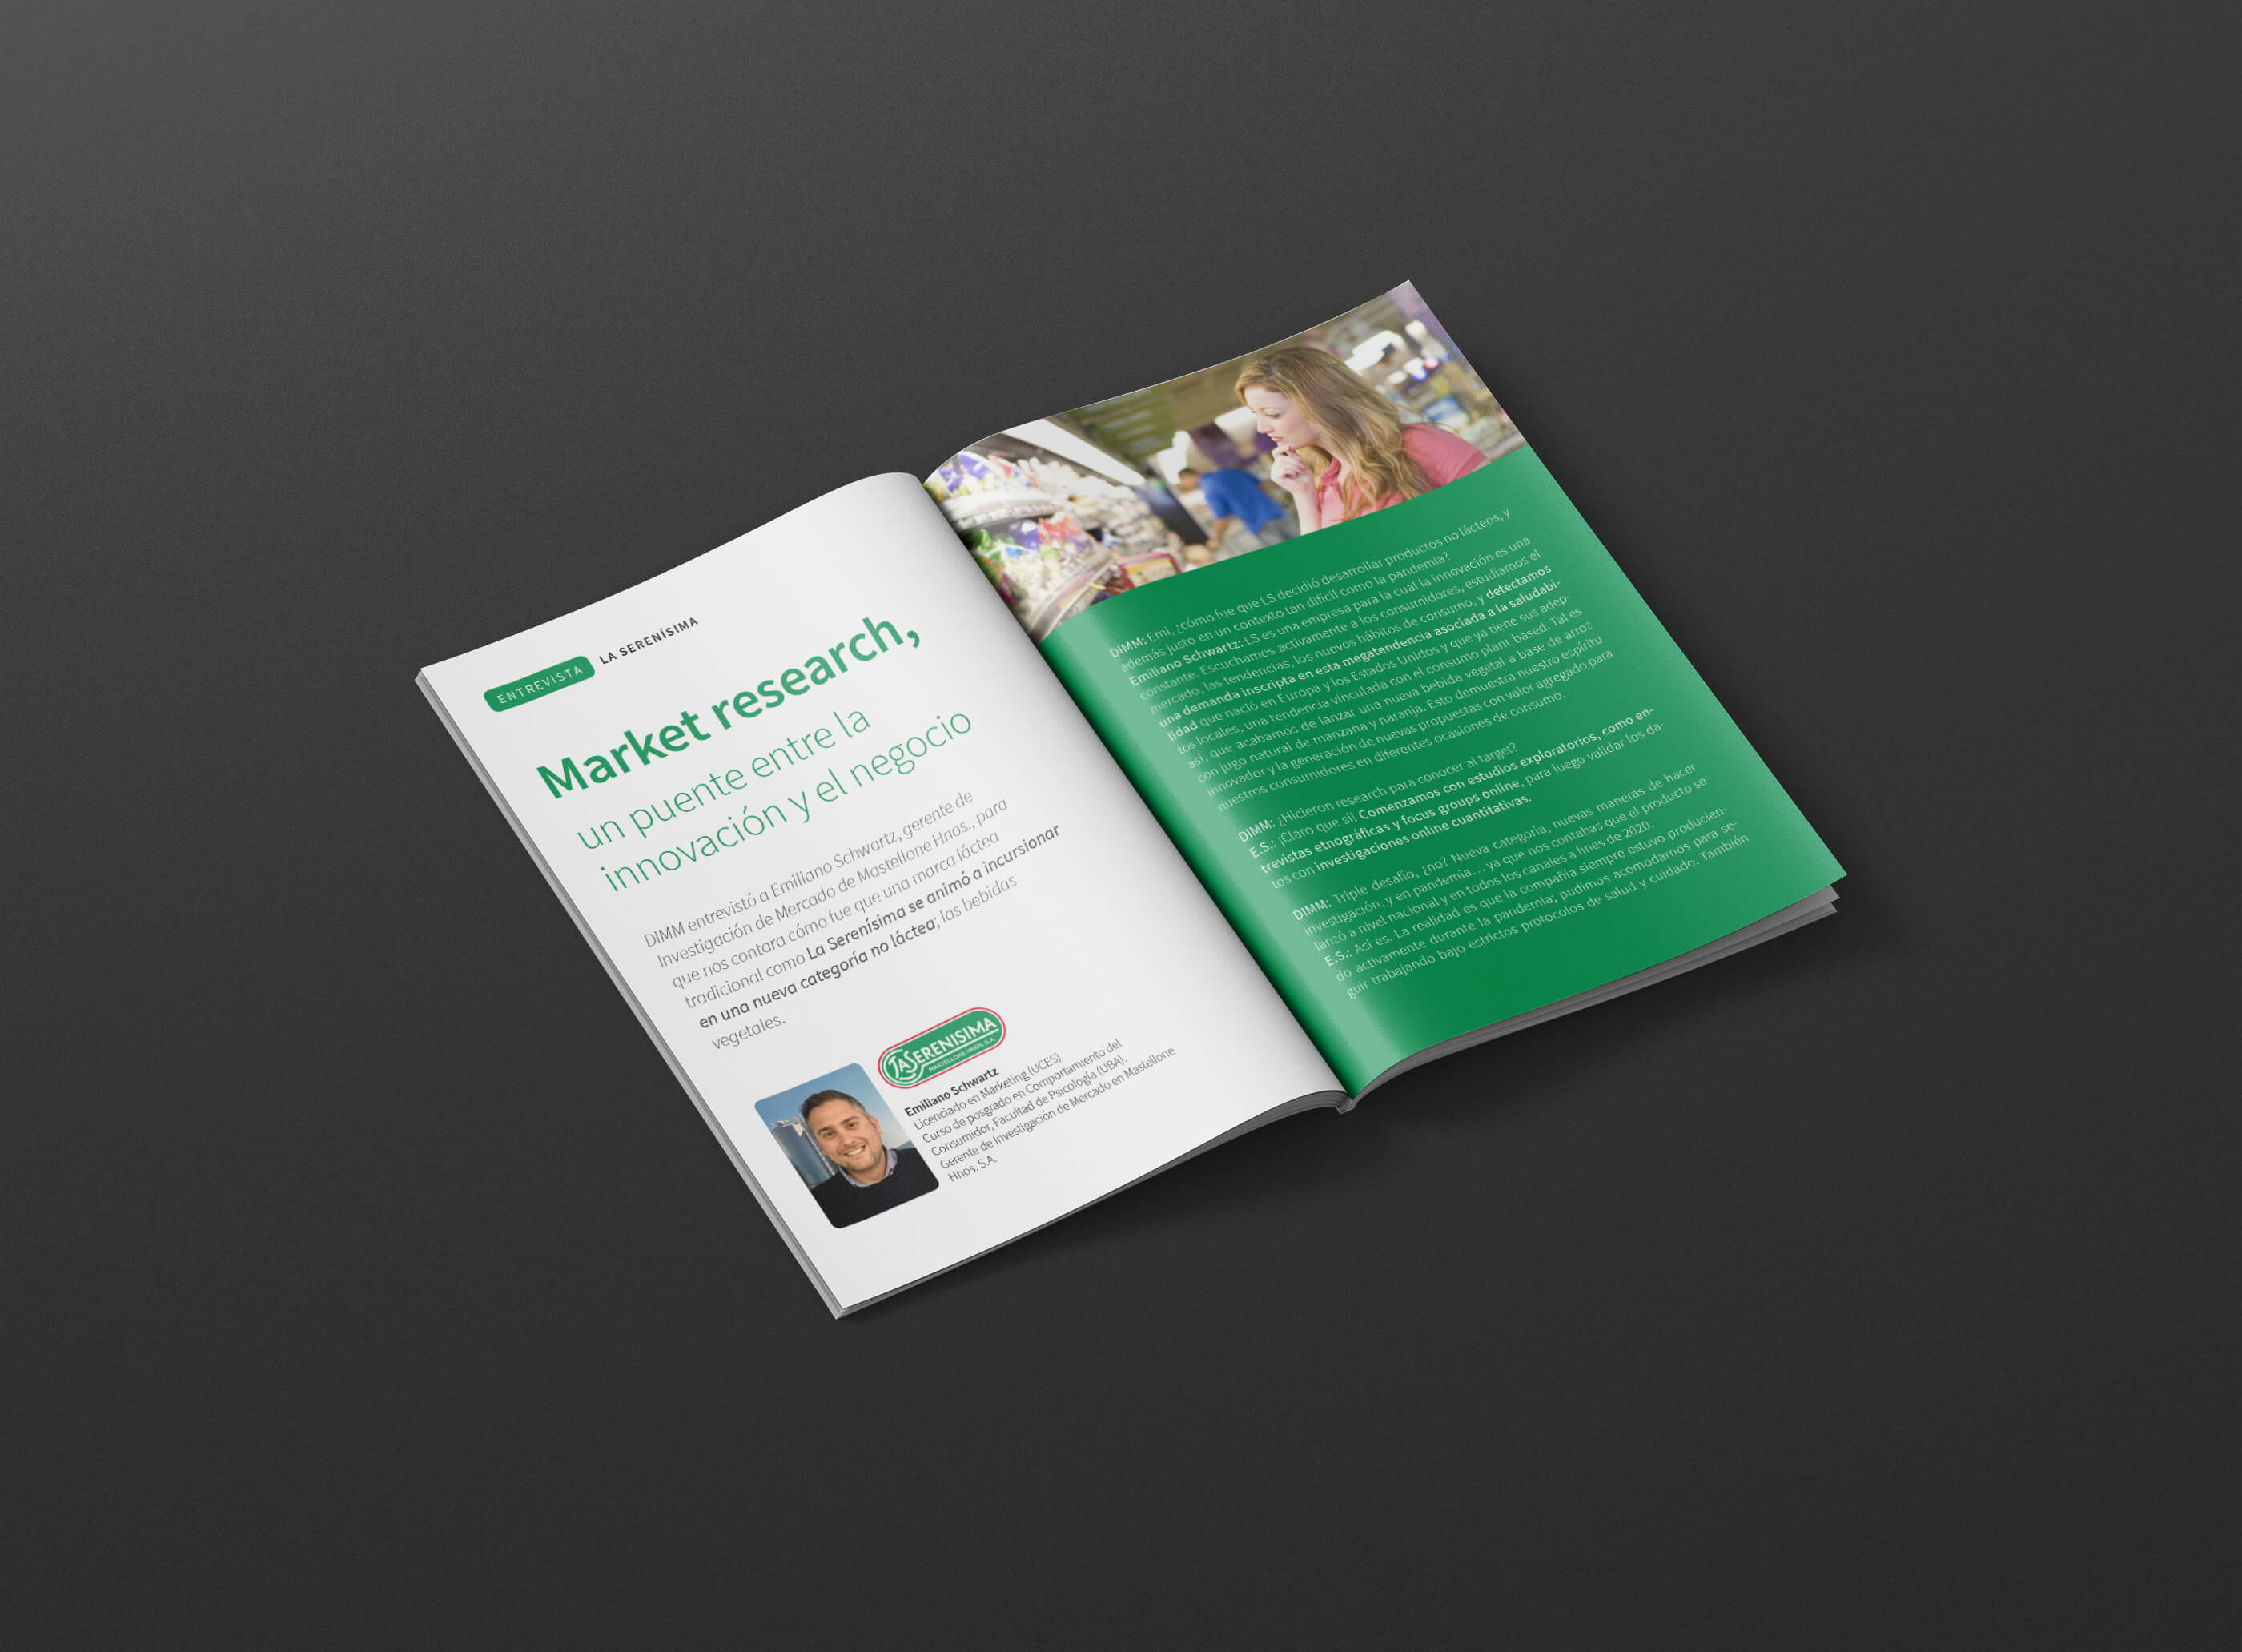 ENTREVISTA LA SERENÍSIMA
Market research,
un puente entre la
innovación y el negocio
DIMM entrevistó a Emiliano Schwartz, gerente de
Investigación de Mercado de Mastellone Hnos., para
que nos contara cómo fue que una marca láctea
tradicional como La Serenísima se animó a incursionar
en una nueva categoría no láctea; las bebidas
vegetales.
LA SERENISIMA
MASTELLONE HNOS. S.A.
Emiliano Schwartz
Licenciado en Marketing (UCES).
Curso de posgrado en Comportamiento del
Consumidor, Facultad de Psicología (UBA).
Gerente de Investigación de Mercado en Mastellone
Hnos. S.A.
DIMM: Emi, ¿cómo fue que LS decidió desarrollar productos no lácteos, y
además justo en un contexto tan difícil como la pandemia?
Emiliano Schwartz: LS es una empresa para la cual la innovación es una
constante. Escuchamos activamente a los consumidores, estudiamos el
mercado, las tendencias, los nuevos hábitos de consumo, y detectamos
una demanda inscripta en esta megatendencia asociada a la saludabi-
lidad que nació en Europa y los Estados Unidos y que ya tiene sus adep-
tos locales, una tendencia vinculada con el consumo plant-based. Tal es
así, que acabamos de lanzar una nueva bebida vegetal a base de arroz
con jugo natural de manzana y naranja. Esto demuestra nuestro espíritu
innovador y la generación de nuevas propuestas con valor agregado para
nuestros consumidores en diferentes ocasiones de consumo.
DIMM: ¿Hicieron research para conocer al target?
E.S.: ¡Claro que sí! Comenzamos con estudios exploratorios, como en-
trevistas etnográficas y focus groups online, para luego validar los da-
tos con investigaciones online cuantitativas.
DIMM: Triple desafío, ¿no? Nueva categoría, nuevas maneras de hacer
investigación, y en pandemia… ya que nos contabas que el producto se
lanzó a nivel nacional y en todos los canales a fines de 2020.
E.S.: Así es. La realidad es que la compañía siempre estuvo producien-
do activamente durante la pandemia; pudimos acomodarnos para se-
guir trabajando bajo estrictos protocolos de salud y cuidado. También